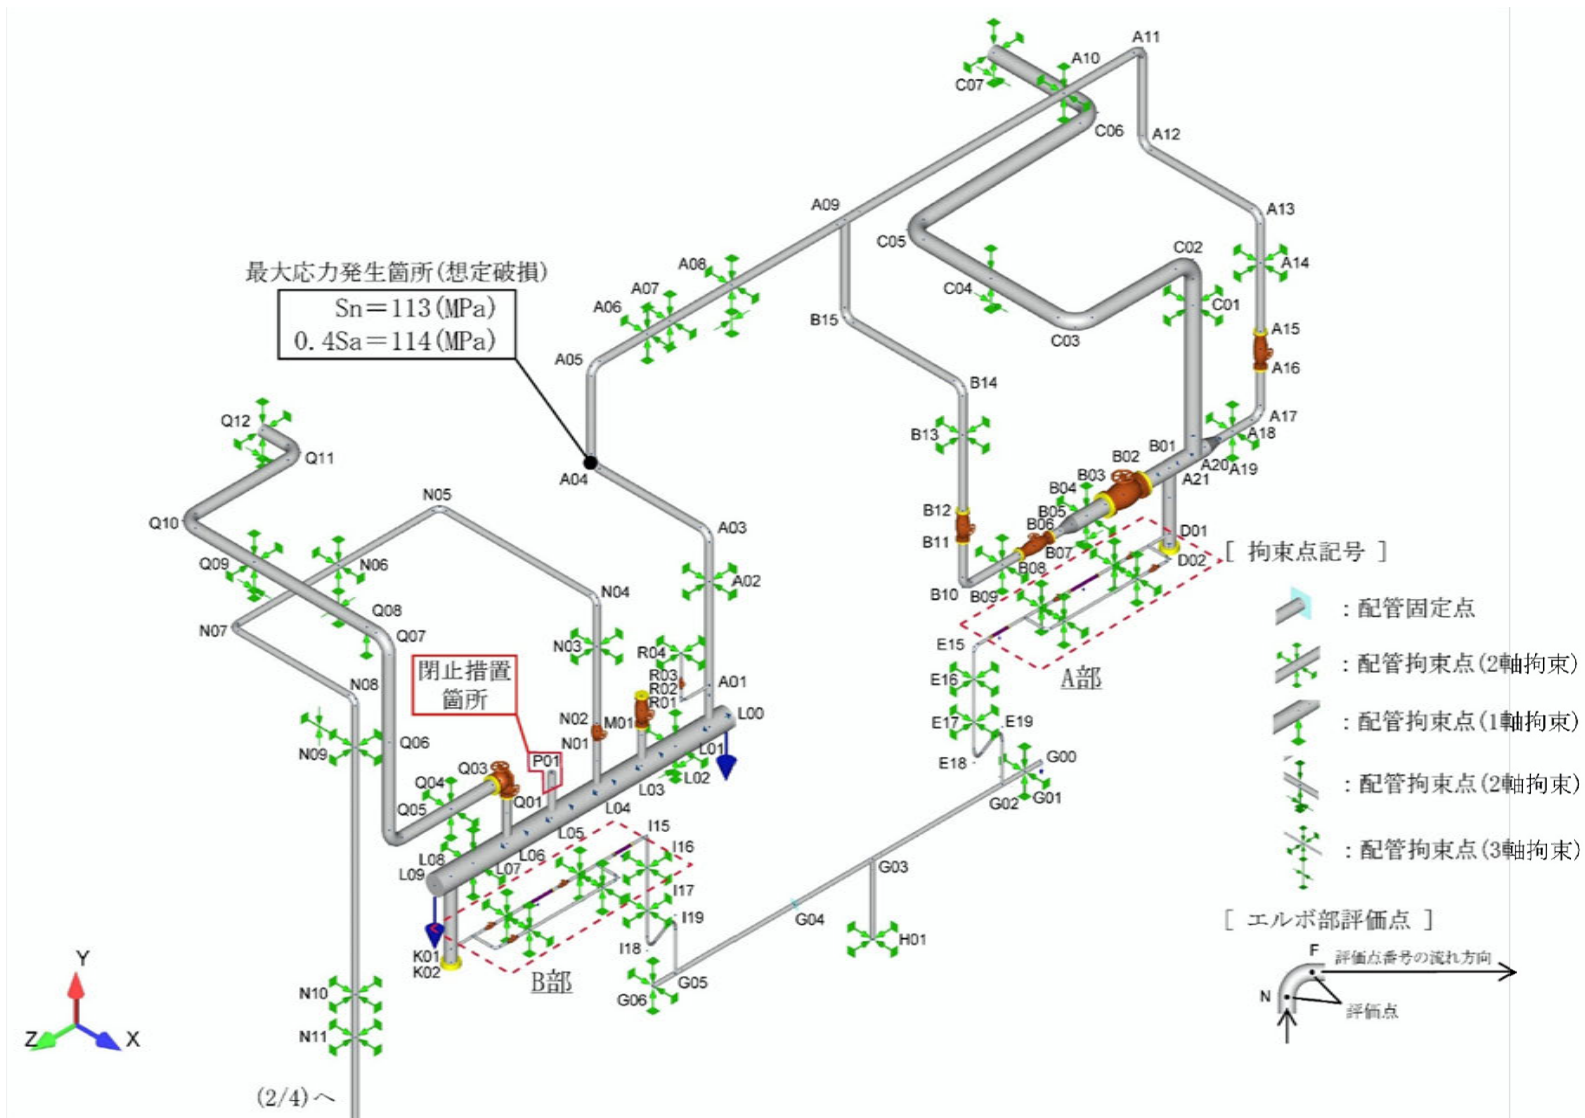 A11
A10
C07
C06
A12
A09
A13
C05
C02
A14
最大応力発生箇所(想定破損)
Sn＝113(MPa)
0.4Sa＝114(MPa)
A08
A07
A06
C04
C01
B15
C03
A15
A05
A16
B14
Q12
B13
A17
A18
A19
Q11
B01
B02
A20
A21
B03
A04
B04
N05
B05
B12
B06
Q10
A03
B11
D01
B07
D02
[ 拘束点記号 ]
Q09
N06
B08
A02
B10
B09
N04
：配管固定点
Q08
N07
Q07
E15
N03
R04
：配管拘束点(2軸拘束)
閉止措置
箇所
R03
A部
E16
N08
R02
A01
R01
L00
N02
M01
E17
E19
：配管拘束点(1軸拘束)
N09
Q06
N01
L01
P01
E18
G00
Q03
L02
Q04
L03
G02
G01
：配管拘束点(2軸拘束)
Q01
Q05
L04
L05
I15
L06
I16
：配管拘束点(3軸拘束)
L08
L07
G03
L09
I17
G04
I19
[ エルボ部評価点 ]
I18
H01
K01
K02
B部
G05
G06
F
評価点番号の流れ方向
N
評価点
Y
Z
X
N10
N11
(2/4)へ